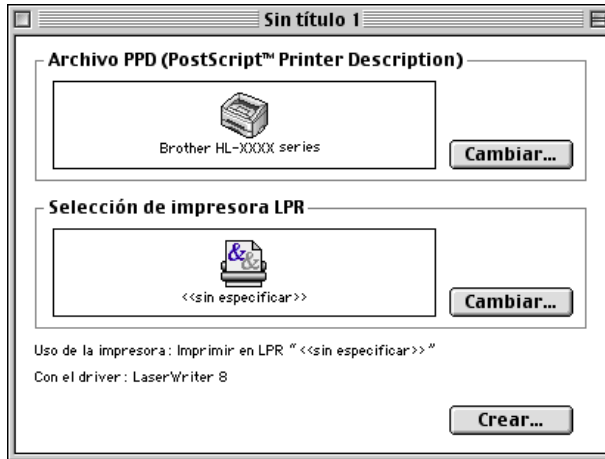 Sin título 1
Archivo PPD (PostScript™ Printer Description)
Brother HL-XXXX series
Cambiar...
Selección de impresora LPR
&&
<<sin especificar>>
Cambiar...
Uso de la impresora: Imprimir en LPR “<<sin especificar>>”
Con el driver: LaserWriter 8
Crear...